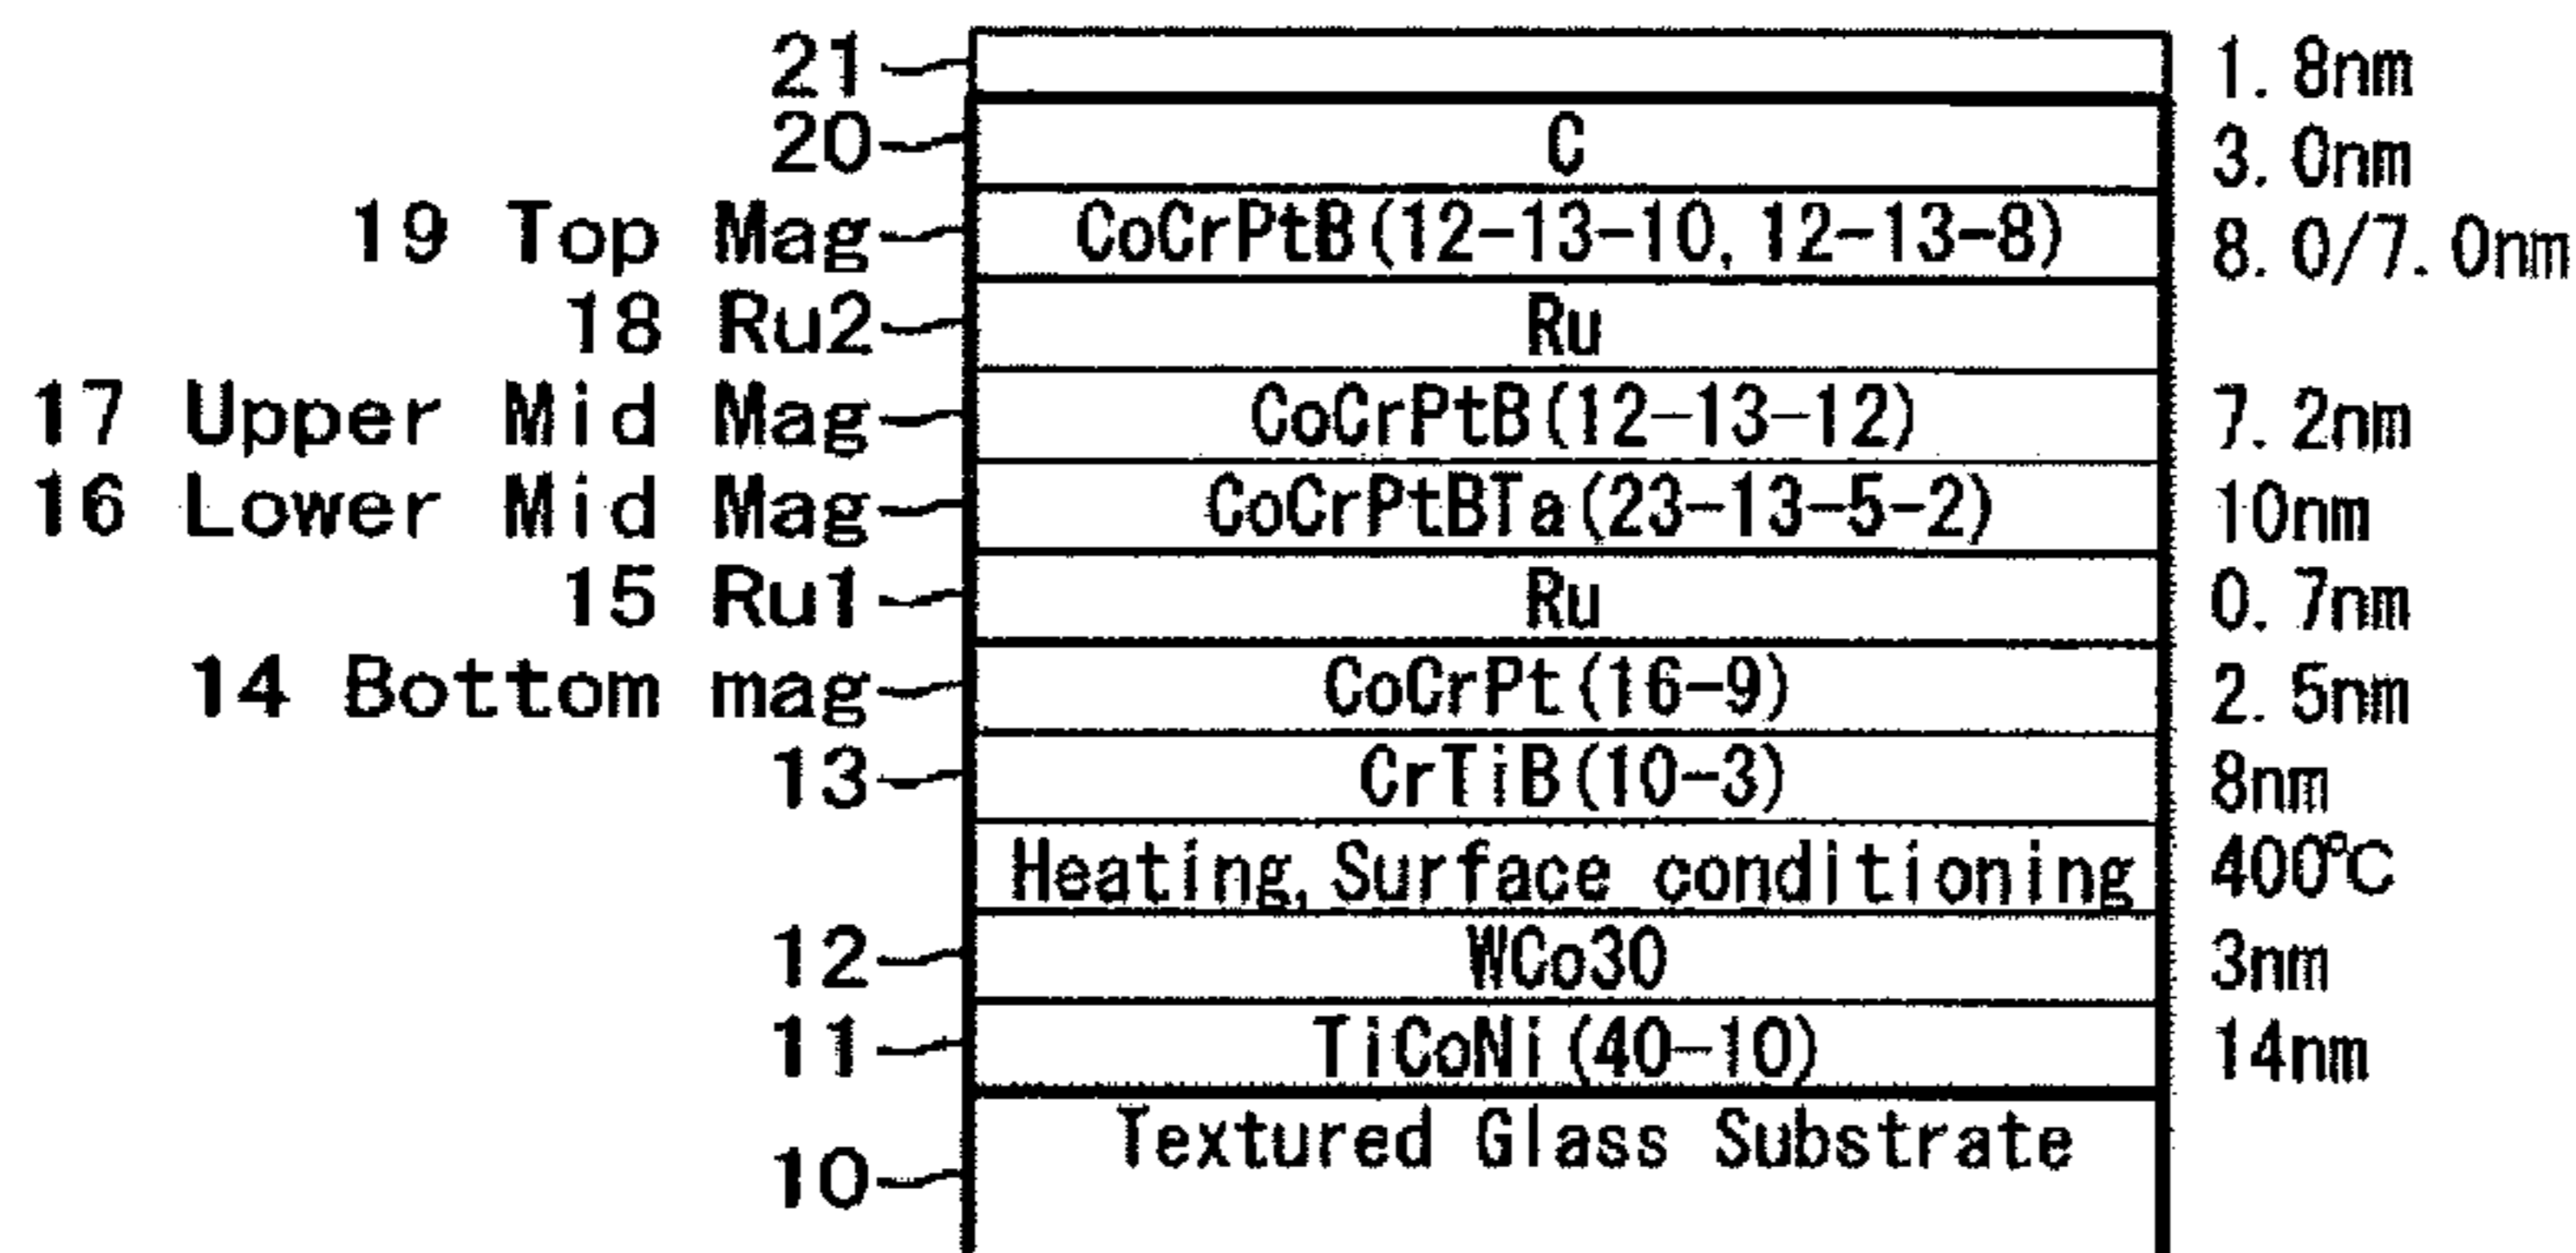 21 1.8nm
20 C 3.0nm
19 Top Mag CoCrPtB(12-13-10,12-13-8) 8.0/7.0nm
18 Ru2 Ru
17 Upper Mid Mag CoCrPtB(12-13-12) 7.2nm
16 Lower Mid Mag CoCrPtBTa(23-13-5-2) 10nm
15 Ru1 Ru 0.7nm
14 Bottom mag CoCrPt(16-9) 2.5nm
13 CrTiB(10-3) 8nm
Heating,Surface conditioning 400℃
12 WCo30 3nm
11 TiCoNi(40-10) 14nm
10 Textured Glass Substrate